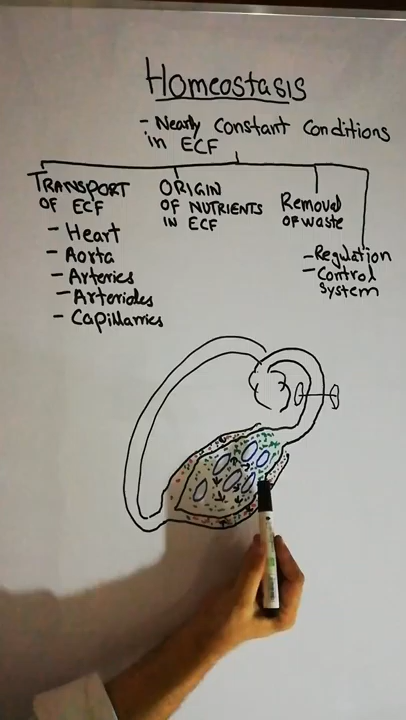 Homeostasis
- Nearly Constant Conditions
in ECF
TRANSPORT
OF ECF
- Heart
- Aorta
- Arteries
- Arterioles
- Capillarries
ORIGIN
OF NUTRIENTS
IN ECF
Removal
OF waste
- Regulation
- Control
System